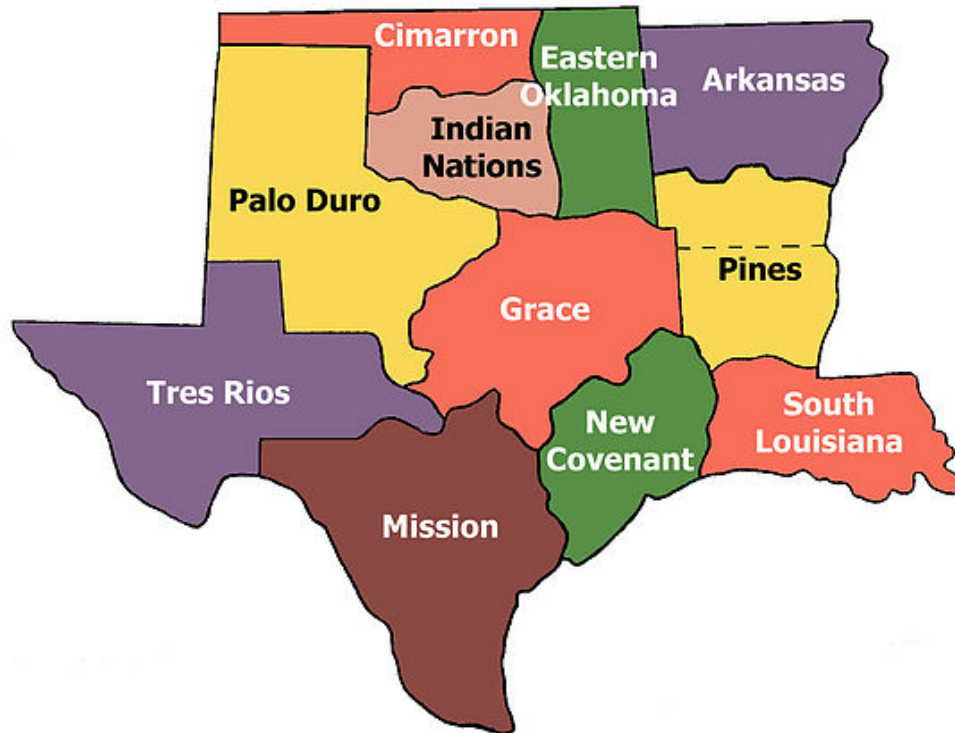 Cimarron
Eastern
Oklahoma
Arkansas
Indian
Nations
Palo Duro
Pines
Grace
Tres Rios
New
Covenant
South
Louisiana
Mission